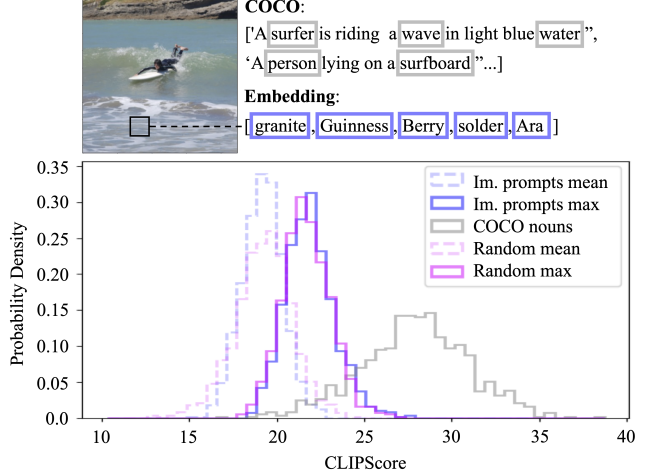 COCO:
['A surfer is riding a wave in light blue water”,
‘A person lying on a surfboard”...]
Embedding:
[ granite , Guinness , Berry , solder , Ara ]
0.35
0.30
0.25
0.20
0.15
0.10
0.05
0.0
Probability Density
Im. prompts mean
Im. prompts max
COCO nouns
Random mean
Random max
10 15 20 25 30 35 40
CLIPScore